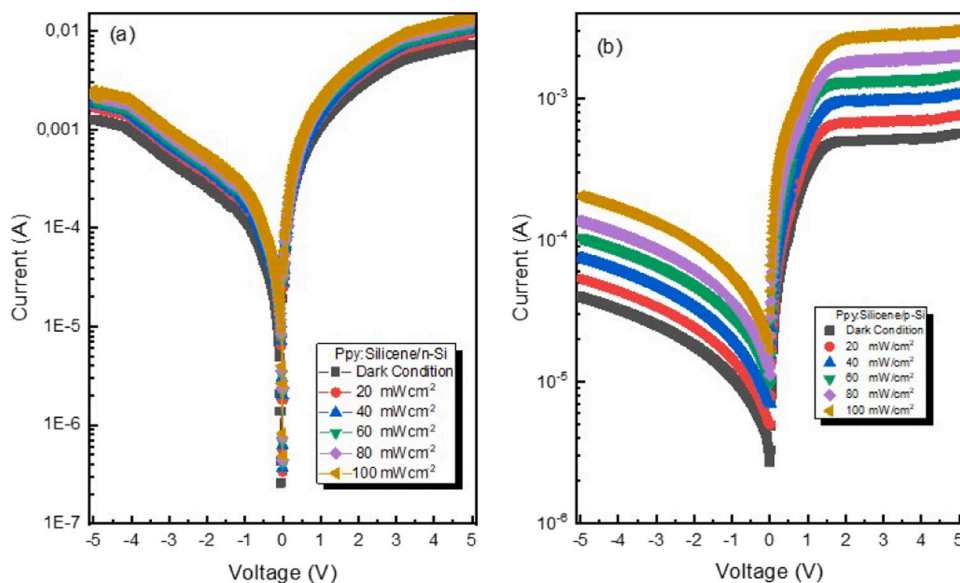 (a)
0,01
0,001
1E-4
1E-5
1E-6
1E-7
Current (A)
Ppy:Silicene/n-Si
Dark Condition
20 mWcm²
40 mWcm²
60 mWcm²
80 mWcm²
100 mWcm²
-5 -4 -3 -2 -1 0 1 2 3 4 5
Voltage (V)
(b)
10⁻³
10⁻⁴
10⁻⁵
10⁻⁶
Current (A)
Ppy:Silicene/p-Si
Dark Condition
20 mW/cm²
40 mW/cm²
60 mW/cm²
80 mW/cm²
100 mW/cm²
-5 -4 -3 -2 -1 0 1 2 3 4 5
Voltage (V)